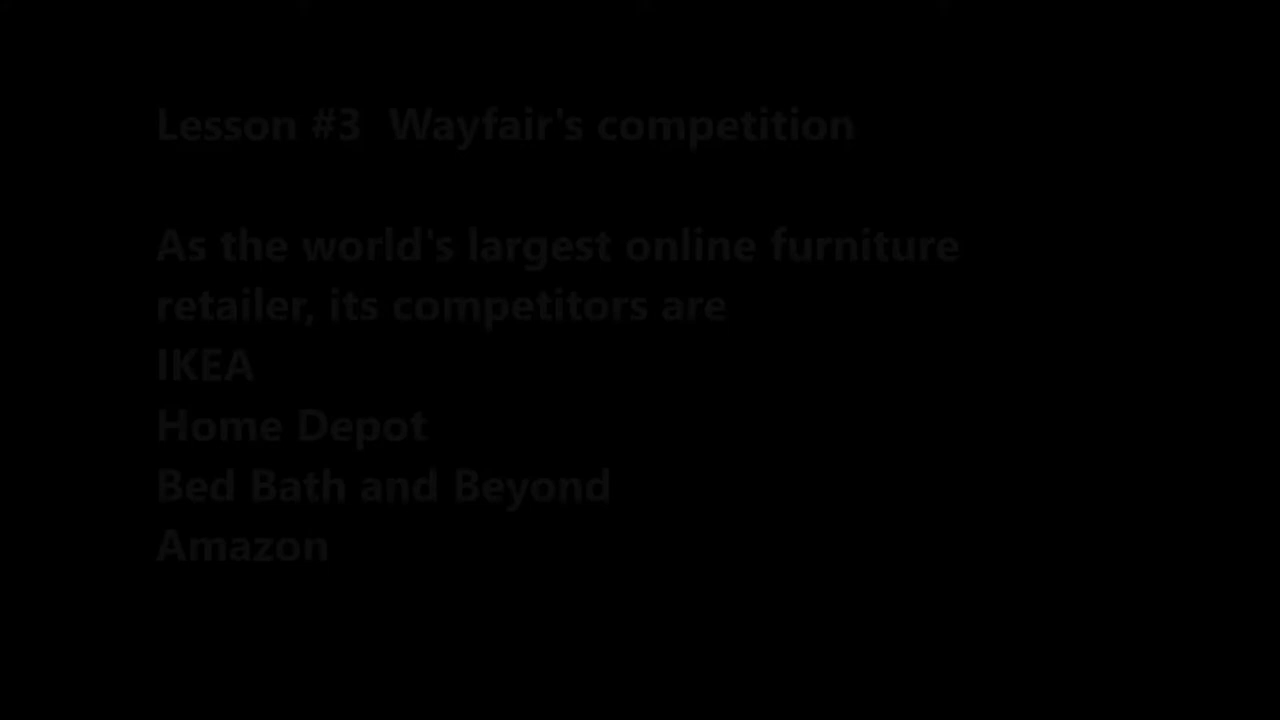 Lesson #3  Wayfair's competition
As the world's largest online furniture
retailer, its competitors are
IKEA
Home Depot
Bed Bath and Beyond
Amazon